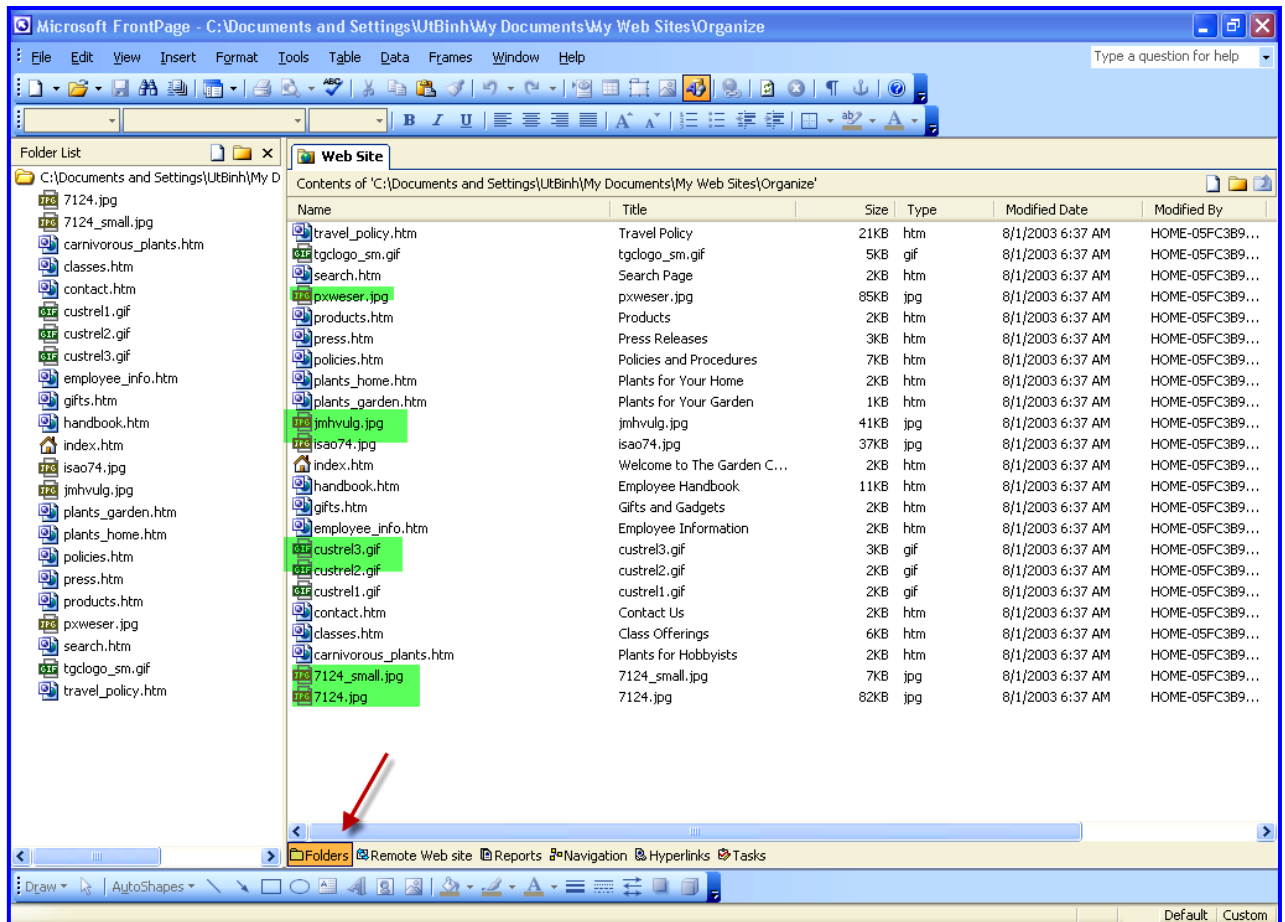 Microsoft FrontPage - C:\Documents and Settings\UtBinh\My Documents\My Web Sites\Organize
File Edit View Insert Format Tools Table Data Frames Window Help
Type a question for help
ABC
B I U A A ab A
Folder List
C:\Documents and Settings\UtBinh\My D
7124.jpg
7124_small.jpg
carnivorous_plants.htm
classes.htm
contact.htm
custrel1.gif
custrel2.gif
custrel3.gif
employee_info.htm
gifts.htm
handbook.htm
index.htm
isao74.jpg
jmhvulg.jpg
plants_garden.htm
plants_home.htm
policies.htm
press.htm
products.htm
pxweser.jpg
search.htm
tgclogo_sm.gif
travel_policy.htm
Web Site
Contents of 'C:\Documents and Settings\UtBinh\My Documents\My Web Sites\Organize'
Name Title Size Type Modified Date Modified By
travel_policy.htm Travel Policy 21KB htm 8/1/2003 6:37 AM HOME-05FC3B9...
tgclogo_sm.gif tgclogo_sm.gif 5KB gif 8/1/2003 6:37 AM HOME-05FC3B9...
search.htm Search Page 2KB htm 8/1/2003 6:37 AM HOME-05FC3B9...
pxweser.jpg pxweser.jpg 85KB jpg 8/1/2003 6:37 AM HOME-05FC3B9...
products.htm Products 2KB htm 8/1/2003 6:37 AM HOME-05FC3B9...
press.htm Press Releases 3KB htm 8/1/2003 6:37 AM HOME-05FC3B9...
policies.htm Policies and Procedures 7KB htm 8/1/2003 6:37 AM HOME-05FC3B9...
plants_home.htm Plants for Your Home 2KB htm 8/1/2003 6:37 AM HOME-05FC3B9...
plants_garden.htm Plants for Your Garden 1KB htm 8/1/2003 6:37 AM HOME-05FC3B9...
jmhvulg.jpg jmhvulg.jpg 41KB jpg 8/1/2003 6:37 AM HOME-05FC3B9...
isao74.jpg isao74.jpg 37KB jpg 8/1/2003 6:37 AM HOME-05FC3B9...
index.htm Welcome to The Garden C... 2KB htm 8/1/2003 6:37 AM HOME-05FC3B9...
handbook.htm Employee Handbook 11KB htm 8/1/2003 6:37 AM HOME-05FC3B9...
gifts.htm Gifts and Gadgets 2KB htm 8/1/2003 6:37 AM HOME-05FC3B9...
employee_info.htm Employee Information 2KB htm 8/1/2003 6:37 AM HOME-05FC3B9...
custrel3.gif custrel3.gif 3KB gif 8/1/2003 6:37 AM HOME-05FC3B9...
custrel2.gif custrel2.gif 2KB gif 8/1/2003 6:37 AM HOME-05FC3B9...
custrel1.gif custrel1.gif 2KB gif 8/1/2003 6:37 AM HOME-05FC3B9...
contact.htm Contact Us 2KB htm 8/1/2003 6:37 AM HOME-05FC3B9...
classes.htm Class Offerings 6KB htm 8/1/2003 6:37 AM HOME-05FC3B9...
carnivorous_plants.htm Plants for Hobbyists 2KB htm 8/1/2003 6:37 AM HOME-05FC3B9...
7124_small.jpg 7124_small.jpg 7KB jpg 8/1/2003 6:37 AM HOME-05FC3B9...
7124.jpg 7124.jpg 82KB jpg 8/1/2003 6:37 AM HOME-05FC3B9...
Folders Remote Web site Reports Navigation Hyperlinks Tasks
Draw AutoShapes A
Default Custom